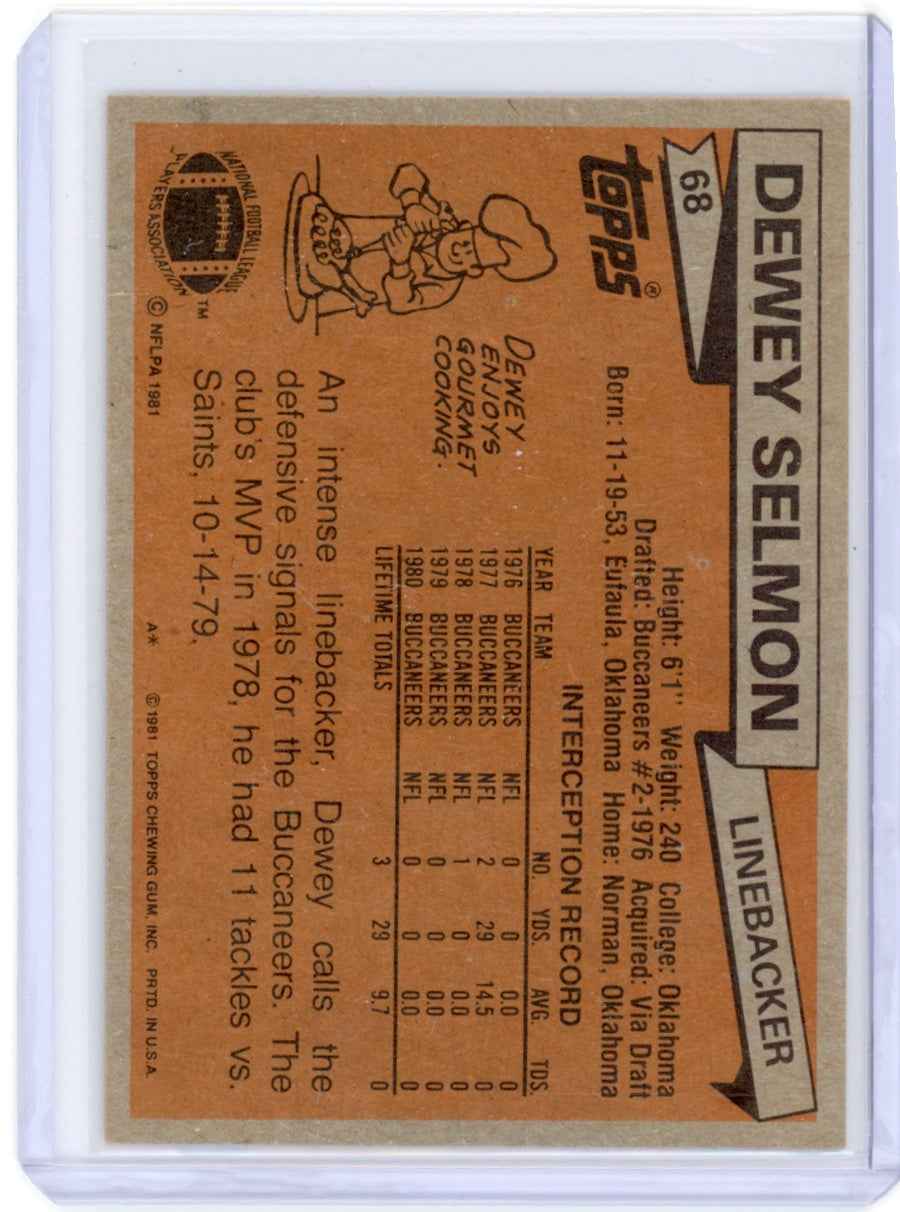 DEWEY SELMON
LINEBACKER
68
TOPPS®
Height: 6'1" Weight: 240 College: Oklahoma
Drafted: Buccaneers #2-1976 Acquired: Via Draft
Born: 11-19-53, Eufaula, Oklahoma Home: Norman, Oklahoma
INTERCEPTION RECORD
YEAR TEAM NO. YDS. AVG. TDS.
1976 BUCCANEERS NFL 0 0 0.0 0
1977 BUCCANEERS NFL 2 29 14.5 0
1978 BUCCANEERS NFL 1 0 0.0 0
1979 BUCCANEERS NFL 0 0 0.0 0
1980 BUCCANEERS NFL 0 0 0.0 0
LIFETIME TOTALS 3 29 9.7 0
DEWEY
ENJOYS
GOURMET
COOKING.
An intense linebacker, Dewey calls the
defensive signals for the Buccaneers. The
club's MVP in 1978, he had 11 tackles vs.
Saints, 10-14-79.
NATIONAL FOOTBALL LEAGUE
PLAYERS ASSOCIATION
TM
© NFLPA 1981
A*
© 1981 TOPPS CHEWING GUM, INC. PRTD. IN U.S.A.